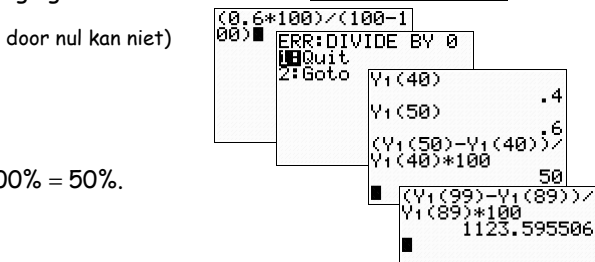 door nul kan niet)
00% = 50%.
(0.6*100)/(100-1
00)
ERR:DIVIDE BY 0
1:Quit
2:Goto
Y₁(40)
.4
Y₁(50)
.6
(Y₁(50)-Y₁(40))/
Y₁(40)*100
50
(Y₁(99)-Y₁(89))/
Y₁(89)*100
1123.595506